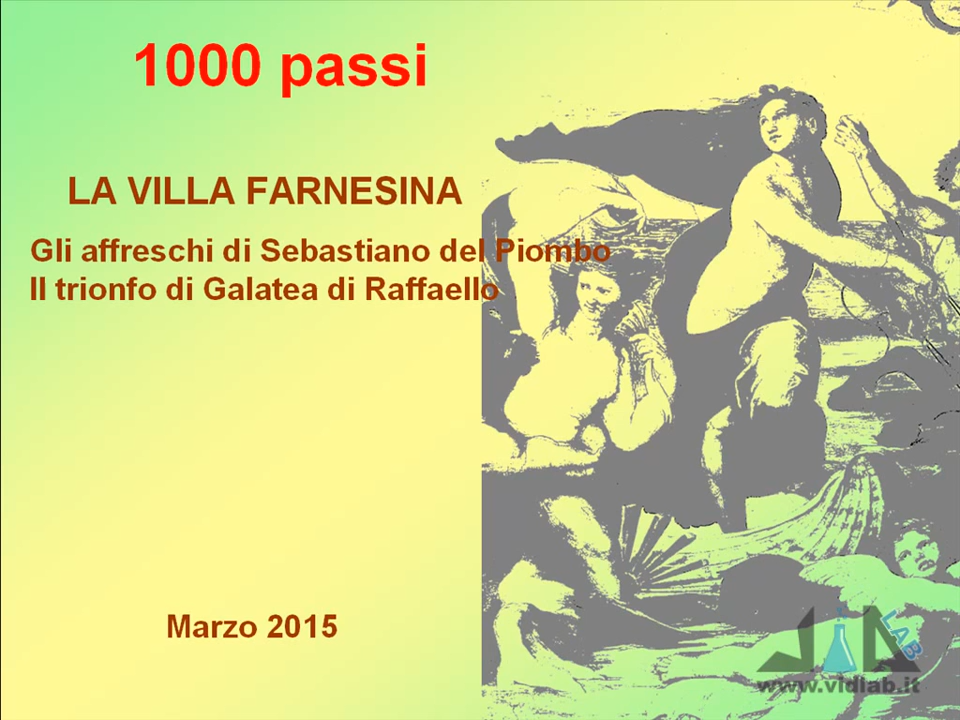 1000 passi
LA VILLA FARNESINA
Gli affreschi di Sebastiano del Piombo
Il trionfo di Galatea di Raffaello
Marzo 2015
LAB
www.vidlab.it